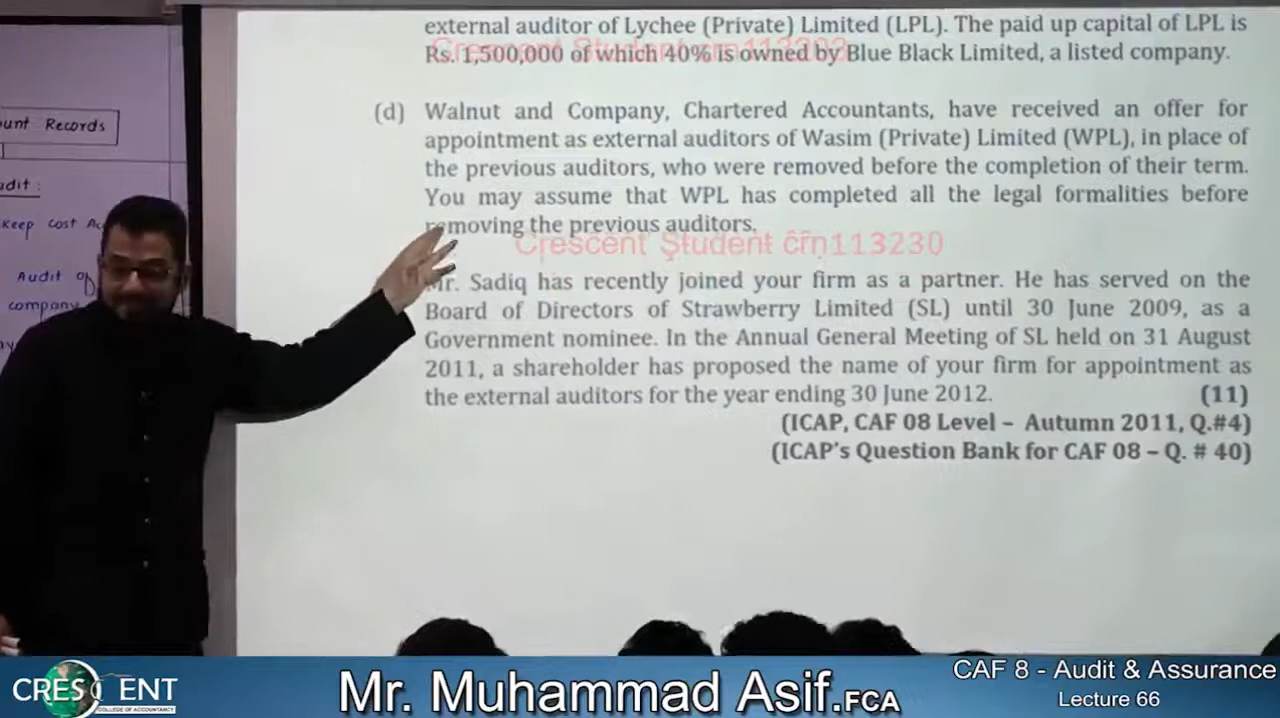 external auditor of Lychee (Private) Limited (LPL). The paid up capital of LPL is
Rs. 1,500,000 of which 40% is owned by Blue Black Limited, a listed company.
(d) Walnut and Company, Chartered Accountants, have received an offer for
appointment as external auditors of Wasim (Private) Limited (WPL), in place of
the previous auditors, who were removed before the completion of their term.
You may assume that WPL has completed all the legal formalities before
removing the previous auditors.
Crescent Student crn113230
Mr. Sadiq has recently joined your firm as a partner. He has served on the
Board of Directors of Strawberry Limited (SL) until 30 June 2009, as a
Government nominee. In the Annual General Meeting of SL held on 31 August
2011, a shareholder has proposed the name of your firm for appointment as
the external auditors for the year ending 30 June 2012. (11)
(ICAP, CAF 08 Level – Autumn 2011, Q.#4)
(ICAP's Question Bank for CAF 08 – Q. # 40)
Records
keep cost
Audit of
company
CRESCENT
COLLEGE OF ACCOUNTANCY
Mr. Muhammad Asif.FCA
CAF 8 - Audit & Assurance
Lecture 66